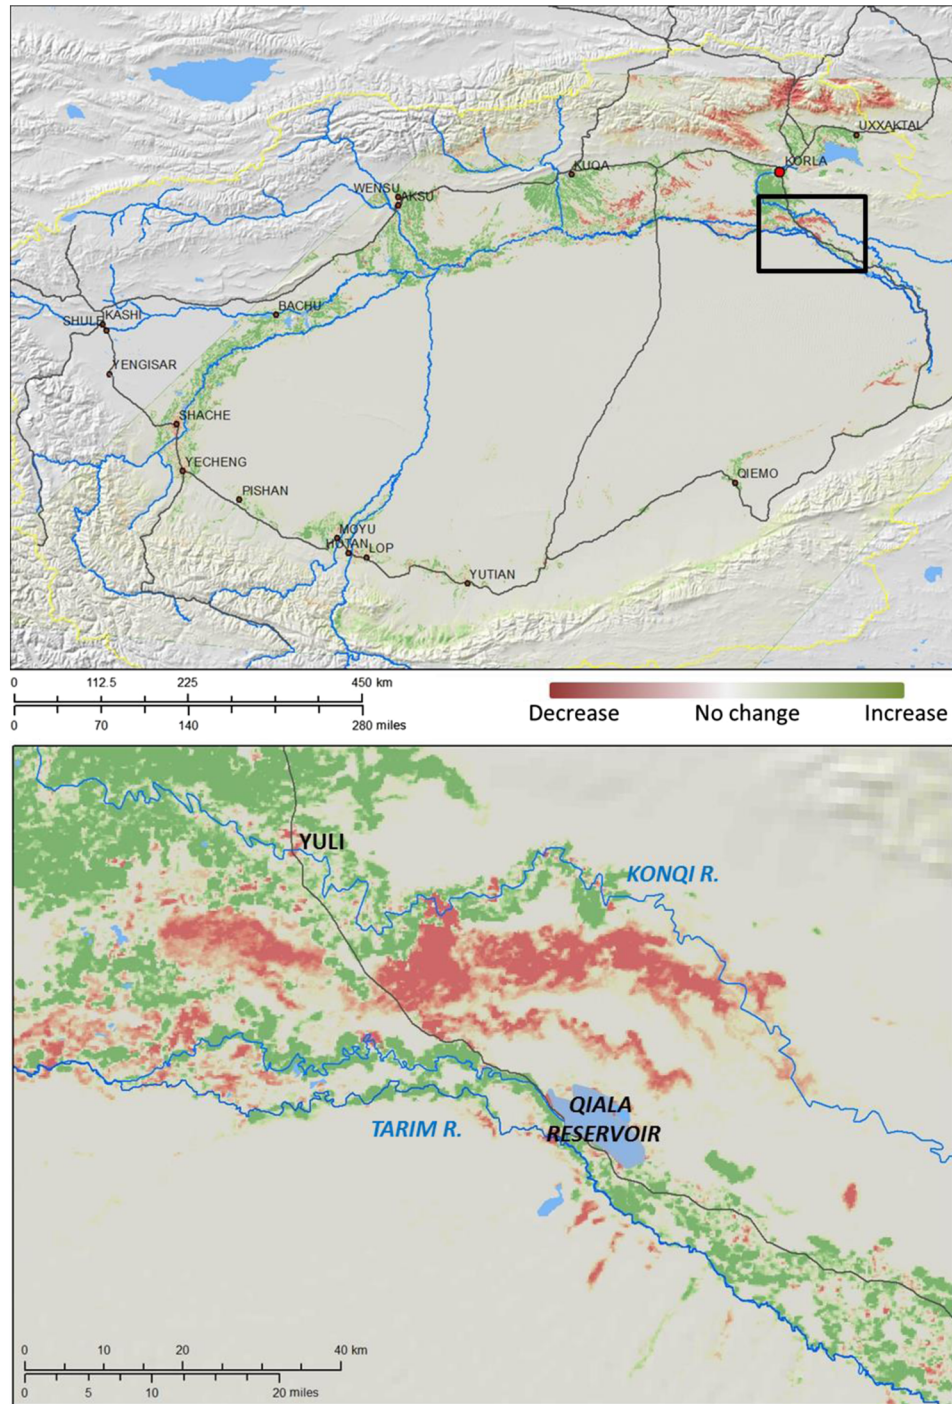 UXXAKTAL
KORLA
KUQA
WENSU
AKSU
BACHU
KASHI
SHULE
YENGISAR
SHACHE
YECHENG
PISHAN
QIEMO
MOYU
HOTAN
LOP
YUTIAN
0 112.5 225 450 km
0 70 140 280 miles
Decrease No change Increase
YULI
KONQI R.
QIALA
RESERVOIR
TARIM R.
0 10 20 40 km
0 5 10 20 miles